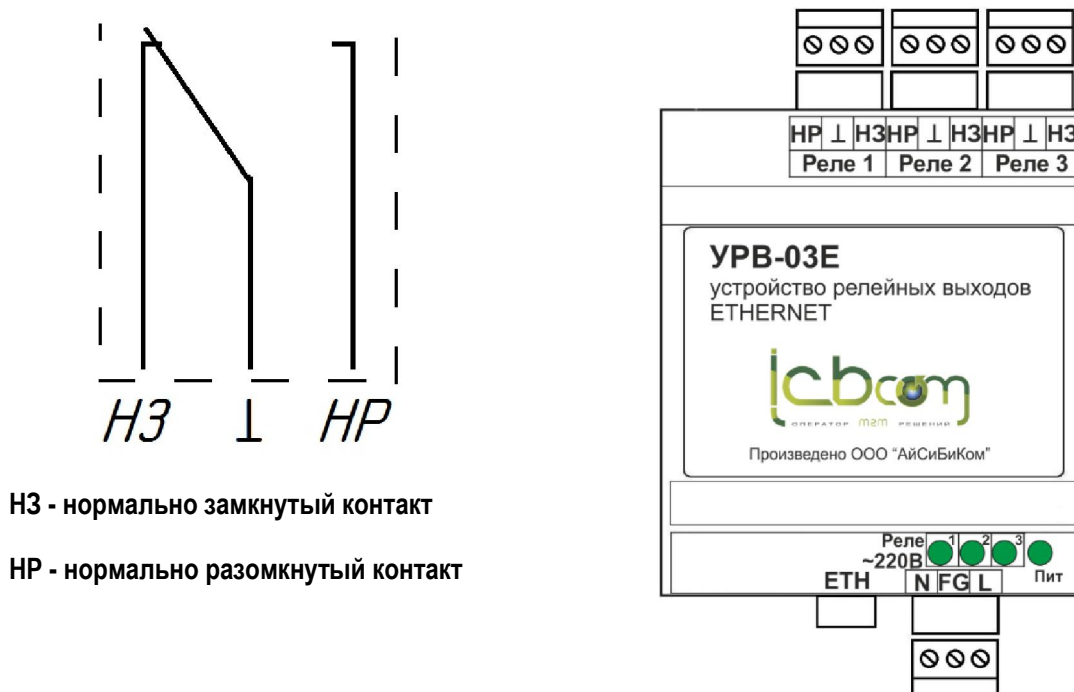 НЗ ⊥ НР
НЗ - нормально замкнутый контакт
НР - нормально разомкнутый контакт
НР ⊥ НЗ НР ⊥ НЗ НР ⊥ НЗ
Реле 1 Реле 2 Реле 3
УРВ-03Е
устройство релейных выходов
ETHERNET
icbcom
ОПЕРАТОР М2М РЕШЕНИЙ
Произведено ООО "АйСиБиКом"
Реле 1 2 3
~220В
Пит
ETH N FG L